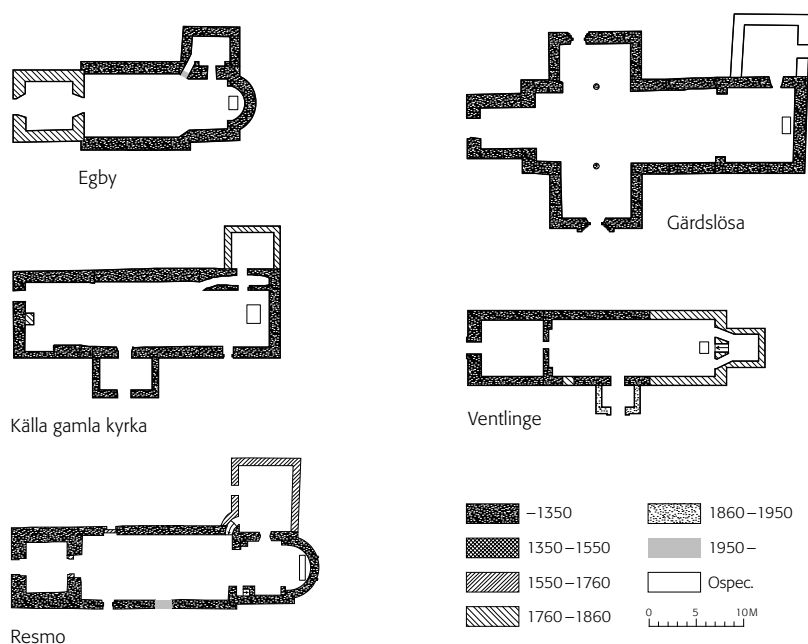 Egby
Gärdslösa
Källa gamla kyrka
Ventlinge
Resmo
–1350
1350–1550
1550–1760
1760–1860
1860–1950
1950–
Ospec.
0 5 10M